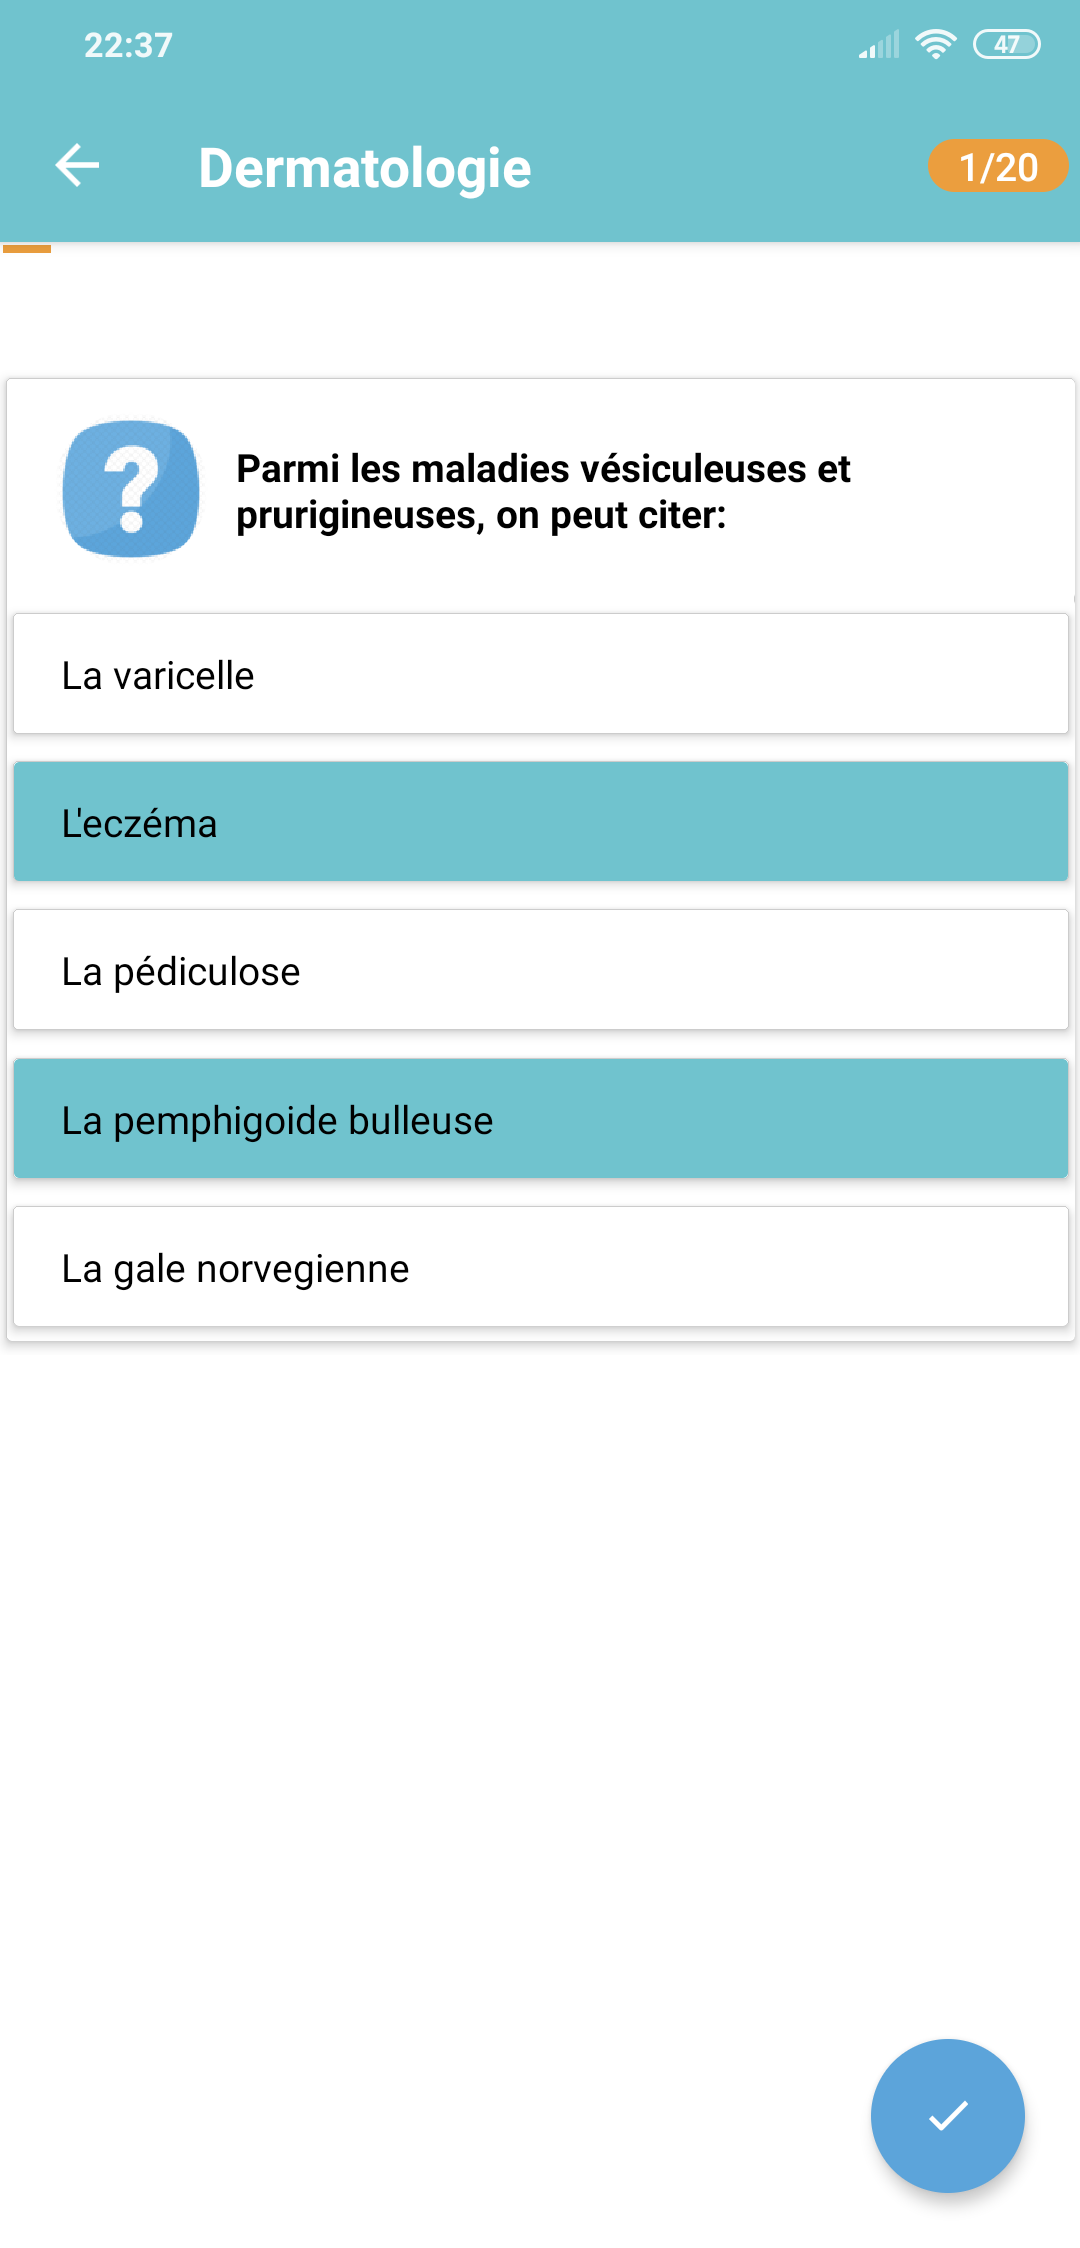 22:37
47
Dermatologie
1/20
?
Parmi les maladies vésiculeuses et
prurigineuses, on peut citer:
La varicelle
L'eczéma
La pédiculose
La pemphigoide bulleuse
La gale norvegienne